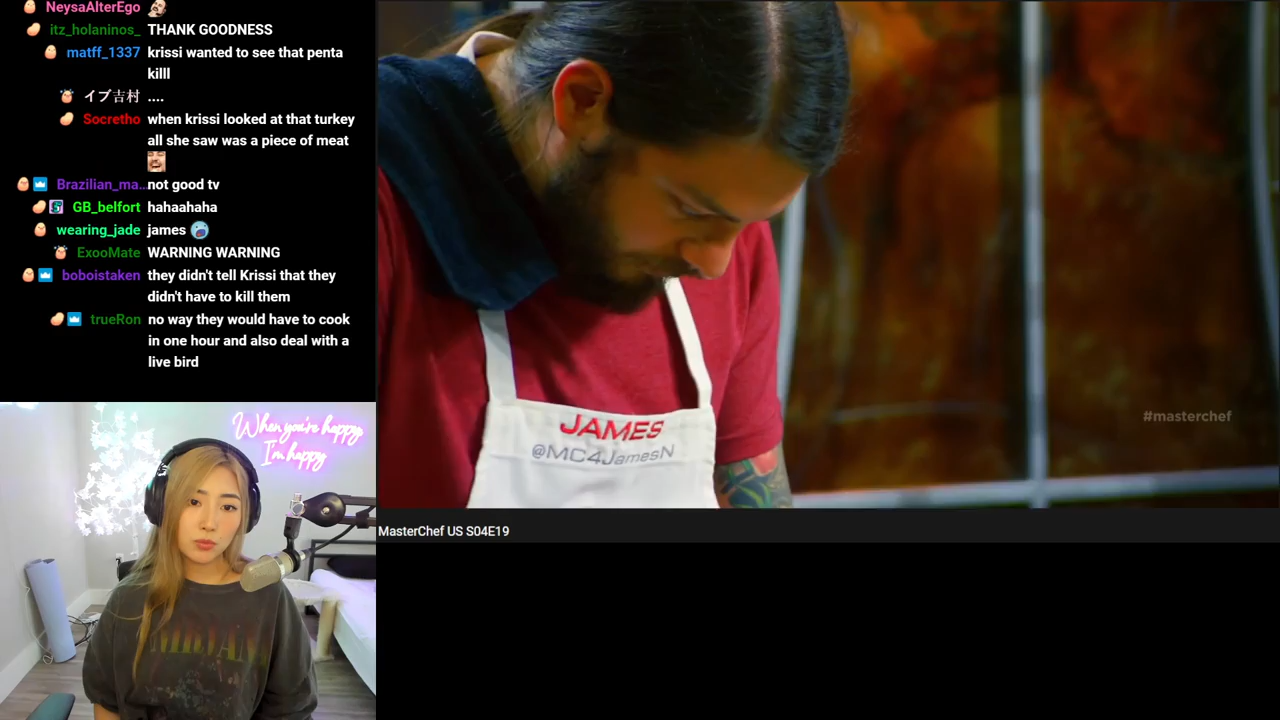 NeysaAlterEgo
itz_holaninos_ THANK GOODNESS
matff_1337 krissi wanted to see that penta
killl
イブ吉村 ....
Socretho when krissi looked at that turkey
all she saw was a piece of meat
Brazilian_ma... not good tv
GB_belfort hahaahaha
wearing_jade james
ExooMate WARNING WARNING
boboistaken they didn't tell Krissi that they
didn't have to kill them
trueRon no way they would have to cook
in one hour and also deal with a
live bird
When you're happy,
I'm happy
NIRVANA
JAMES
@MC4JamesN
#masterchef
MasterChef US S04E19